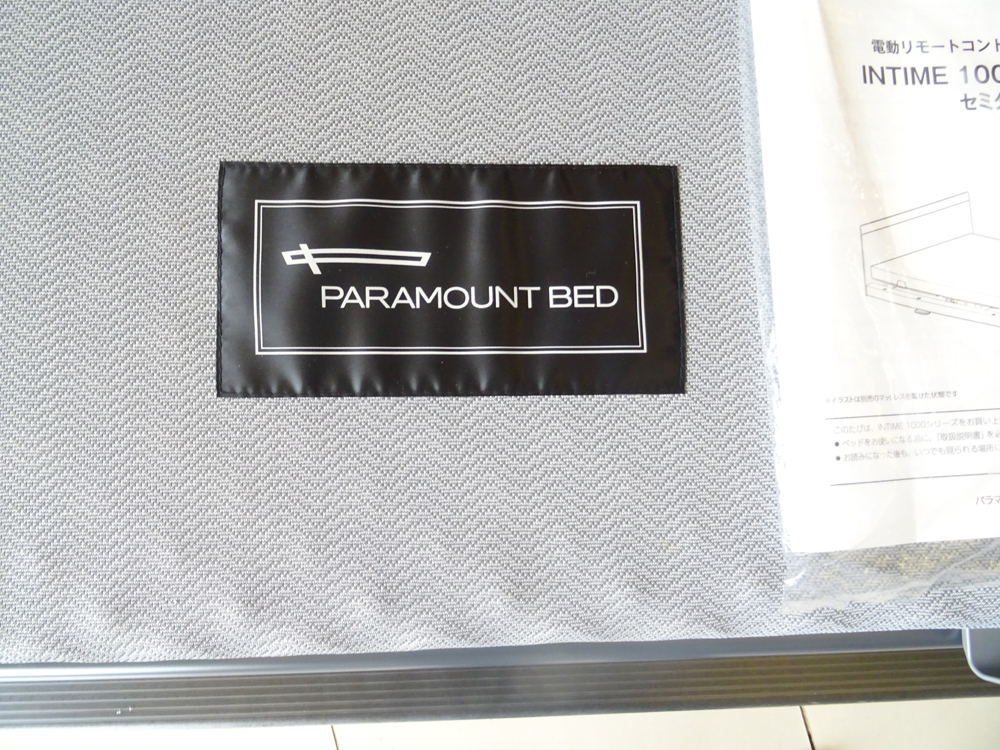 PARAMOUNT BED
電動リモートコント
INTIME 100
セミダ
※イラストは別売のマットレスを載せた状態です
このたびは、INTIME 1000シリーズをお買い上
● ベッドをお使いになる前に、「取扱説明書」を必
● お読みになった後も、いつでも見られる場所に
パラマ